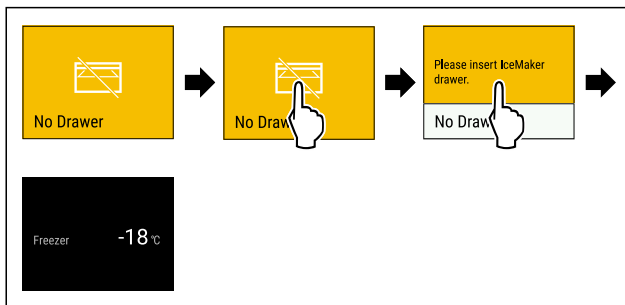 No Drawer
No Draw
Please insert IceMaker
drawer.
No Draw
Freezer
-18 °C